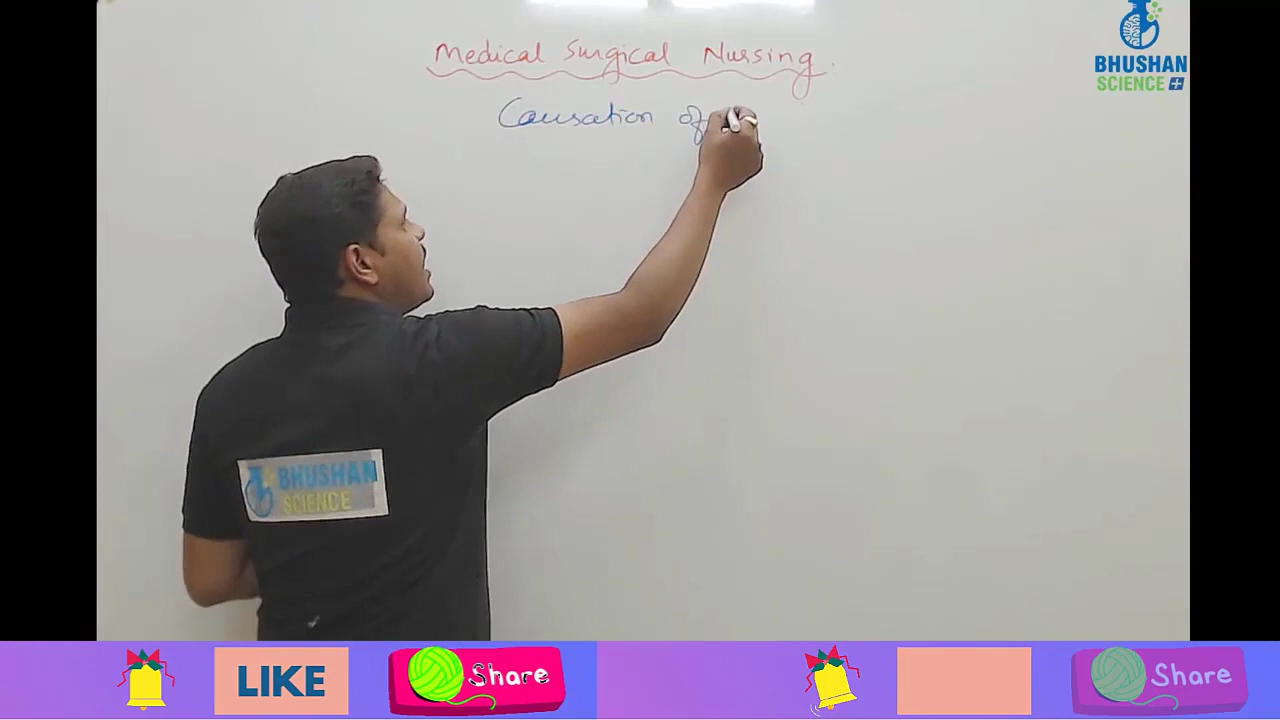 Medical Surgical Nursing.
BHUSHAN
SCIENCE
Causation of
BHUSHAN
SCIENCE
LIKE
Share
Share